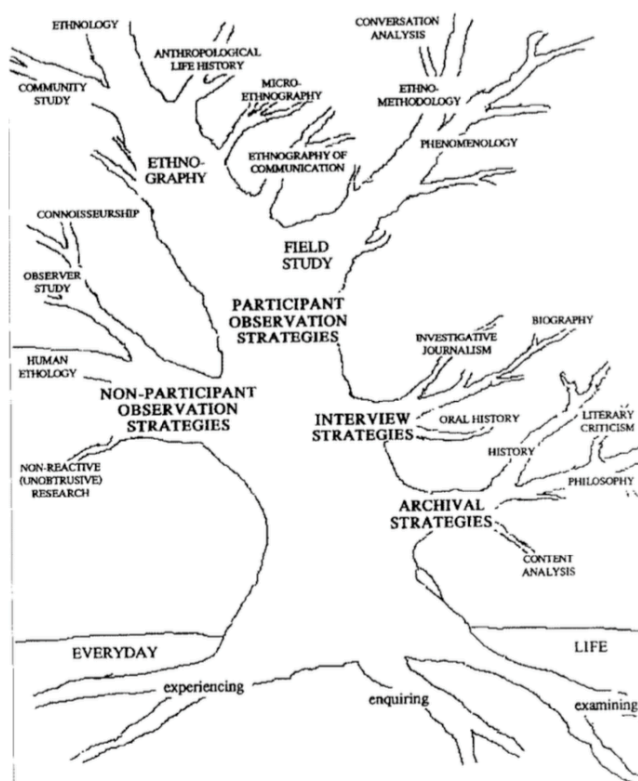 ETHNOLOGY
CONVERSATION
ANALYSIS
ANTHROPOLOGICAL
LIFE HISTORY
COMMUNITY
STUDY
MICRO-
ETHNOGRAPHY
ETHNO-
METHODOLOGY
ETHNO-
GRAPHY
ETHNOGRAPHY OF
COMMUNICATION
PHENOMENOLOGY
CONNOISSEURSHIP
FIELD
STUDY
OBSERVER
STUDY
PARTICIPANT
OBSERVATION
STRATEGIES
HUMAN
ETHOLOGY
INVESTIGATIVE
JOURNALISM
BIOGRAPHY
NON-PARTICIPANT
OBSERVATION
STRATEGIES
INTERVIEW
STRATEGIES
ORAL HISTORY
LITERARY
CRITICISM
NON-REACTIVE
(UNOBTRUSIVE)
RESEARCH
HISTORY
PHILOSOPHY
ARCHIVAL
STRATEGIES
CONTENT
ANALYSIS
EVERYDAY
LIFE
experiencing
enquiring
examining